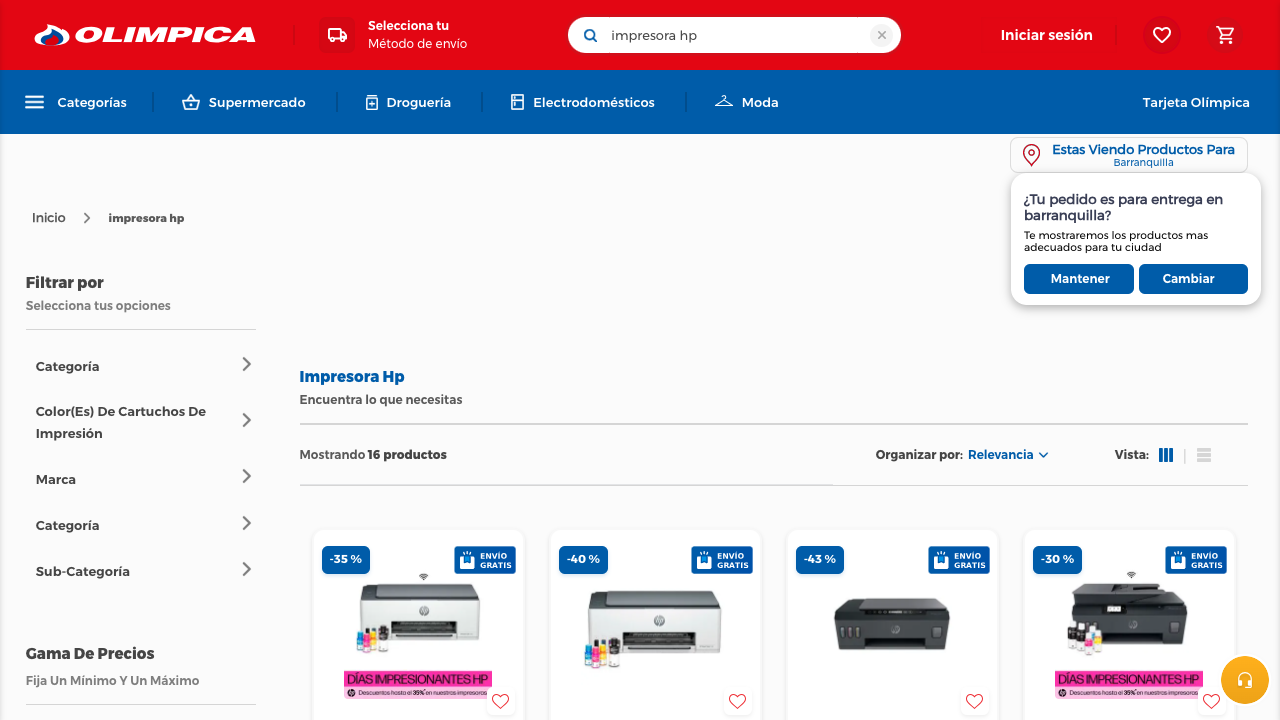 OLIMPICA
Selecciona tu
Método de envío
impresora hp
Iniciar sesión
Categorías
Supermercado
Droguería
Electrodomésticos
Moda
Tarjeta Olímpica
Estas Viendo Productos Para
Barranquilla
¿Tu pedido es para entrega en
barranquilla?
Te mostraremos los productos mas
adecuados para tu ciudad
Mantener
Cambiar
Inicio
impresora hp
Filtrar por
Selecciona tus opciones
Categoría
Color(Es) De Cartuchos De
Impresión
Marca
Categoría
Sub-Categoría
Gama De Precios
Fija Un Mínimo Y Un Máximo
Impresora Hp
Encuentra lo que necesitas
Mostrando 16 productos
Organizar por: Relevancia
Vista:
-35 %
ENVÍO
GRATIS
DÍAS IMPRESIONANTES HP
Descuentos hasta el 35%* en nuestras impresoras
-40 %
ENVÍO
GRATIS
-43 %
ENVÍO
GRATIS
-30 %
ENVÍO
GRATIS
DÍAS IMPRESIONANTES HP
Descuentos hasta el 35%* en nuestras impresoras